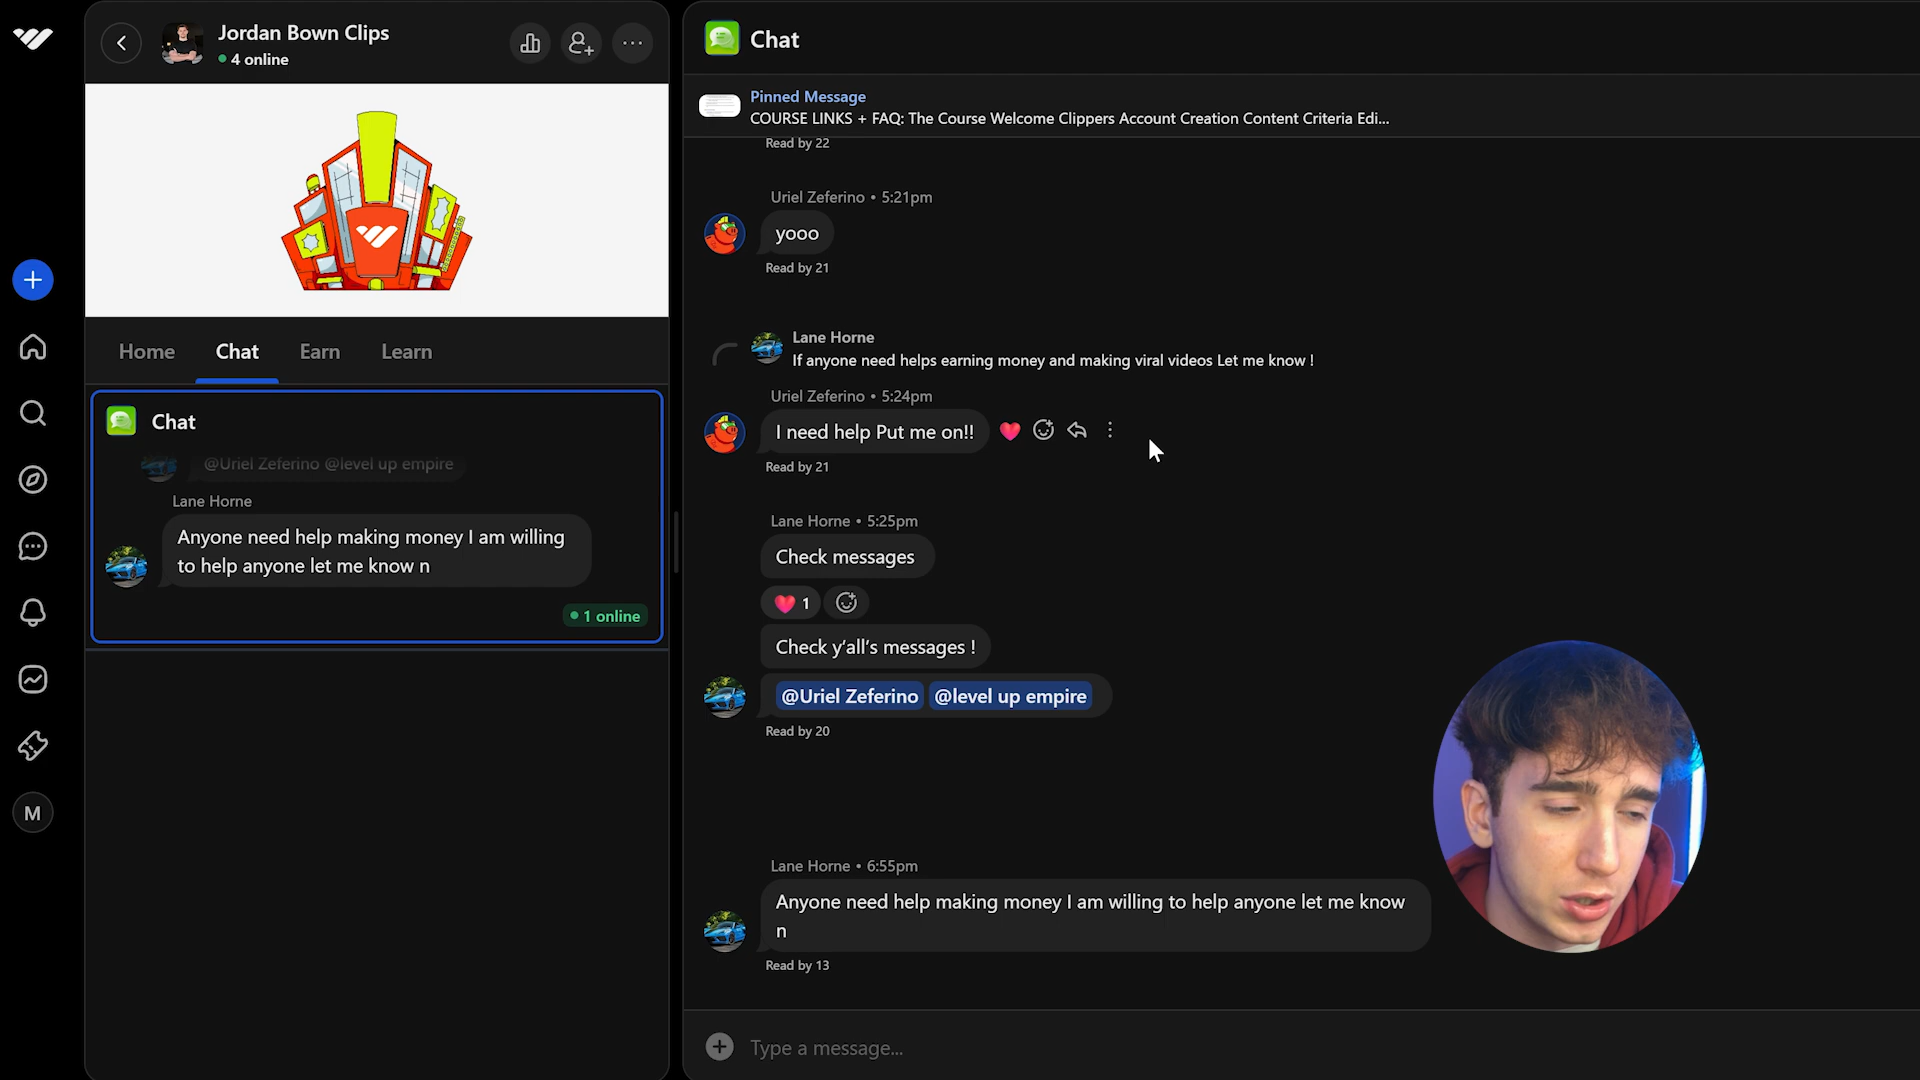 Jordan Bown Clips
4 online
Home
Chat
Earn
Learn
Chat
@Uriel Zeferino @level up empire
Lane Horne
Anyone need help making money I am willing
to help anyone let me know n
1 online
M
Chat
Pinned Message
COURSE LINKS + FAQ: The Course Welcome Clippers Account Creation Content Criteria Edi...
Read by 22
Uriel Zeferino • 5:21pm
yooo
Read by 21
Lane Horne
If anyone need helps earning money and making viral videos Let me know !
Uriel Zeferino • 5:24pm
I need help Put me on!!
Read by 21
Lane Horne • 5:25pm
Check messages
1
Check y'all's messages !
@Uriel Zeferino @level up empire
Read by 20
Lane Horne • 6:55pm
Anyone need help making money I am willing to help anyone let me know
n
Read by 13
Type a message...